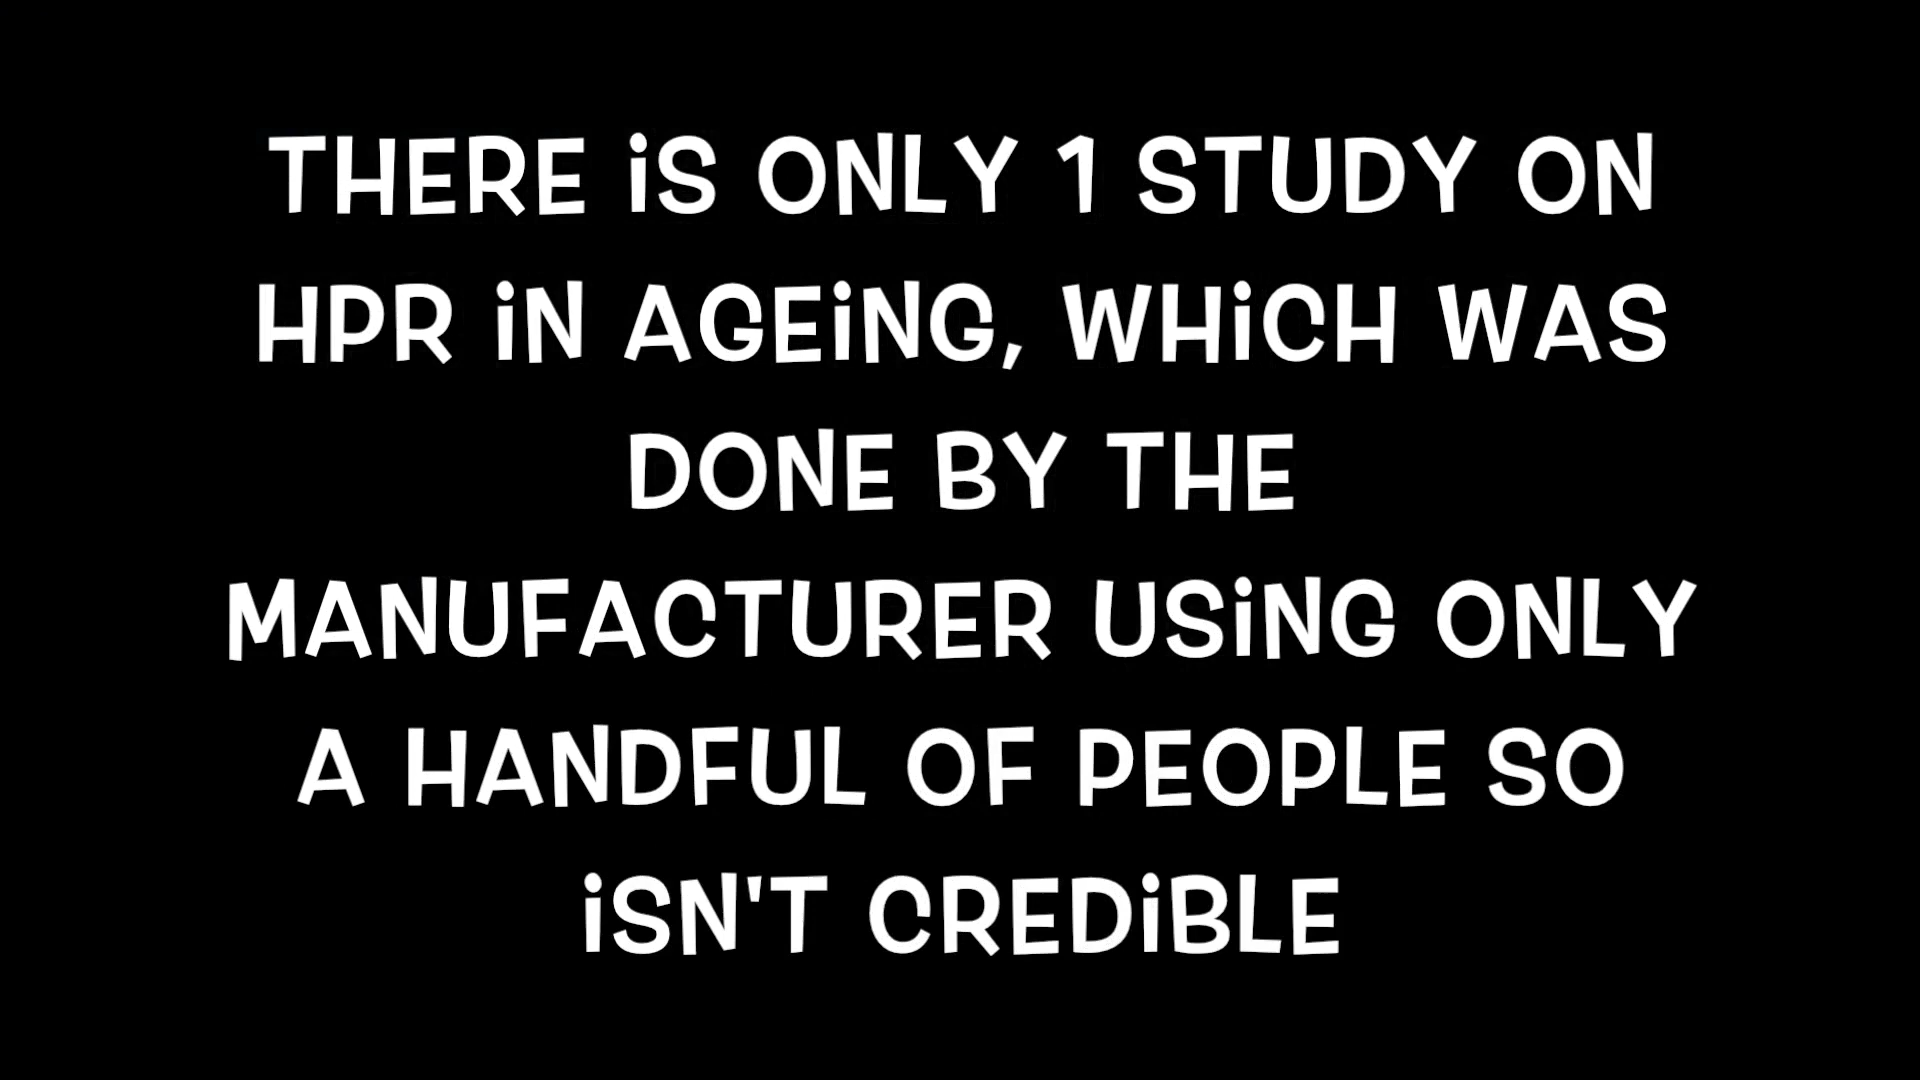 THERE iS ONLY 1 STUDY ON
HPR iN AGEiNG, WHiCH WAS
DONE BY THE
MANUFACTURER USiNG ONLY
A HANDFUL OF PEOPLE SO
iSN'T CREDiBLE